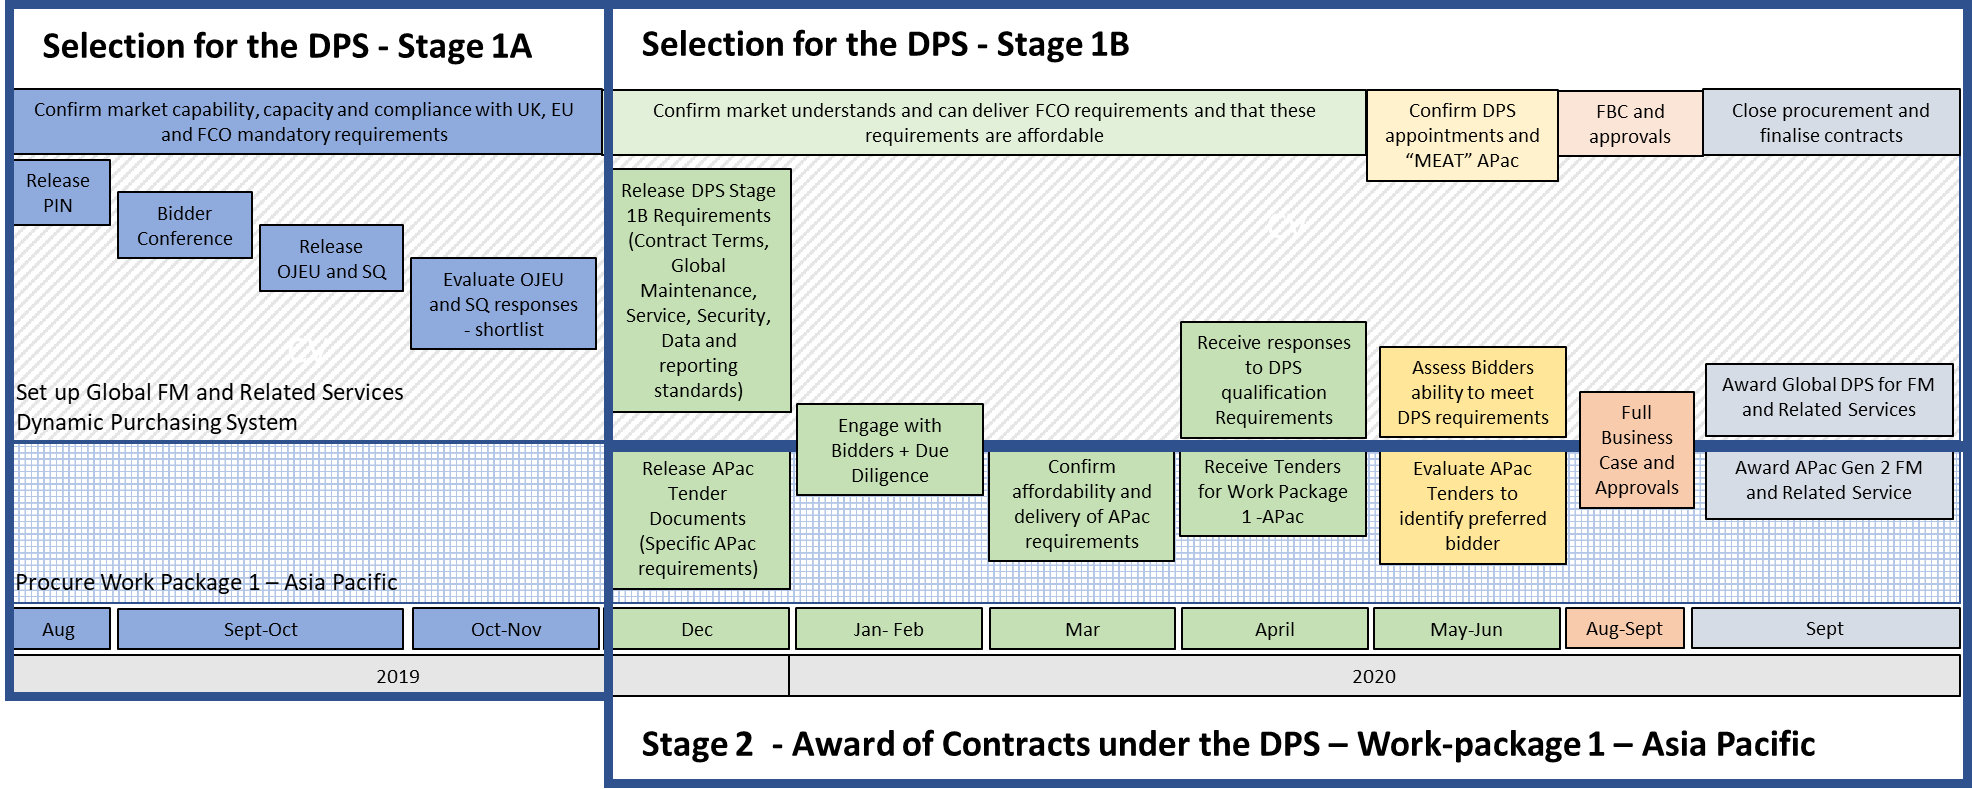 Selection for the DPS - Stage 1A
Selection for the DPS - Stage 1B
Confirm market capability, capacity and compliance with UK, EU
and FCO mandatory requirements
Confirm market understands and can deliver FCO requirements and that these
requirements are affordable
Confirm DPS
appointments and
“MEAT” APac
FBC and
approvals
Close procurement and
finalise contracts
Release
PIN
Bidder
Conference
Release
OJEU and SQ
Evaluate OJEU
and SQ responses
- shortlist
Set up Global FM and Related Services
Dynamic Purchasing System
Release DPS Stage
1B Requirements
(Contract Terms,
Global
Maintenance,
Service, Security,
Data and
reporting
standards)
Engage with
Bidders + Due
Diligence
Receive responses
to DPS
qualification
Requirements
Assess Bidders
ability to meet
DPS requirements
Full
Business
Case and
Approvals
Award Global DPS for FM
and Related Services
Procure Work Package 1 – Asia Pacific
Release APac
Tender
Documents
(Specific APac
requirements)
Confirm
affordability and
delivery of APac
requirements
Receive Tenders
for Work Package
1 -APac
Evaluate APac
Tenders to
identify preferred
bidder
Award APac Gen 2 FM
and Related Service
Aug
Sept-Oct
Oct-Nov
Dec
Jan- Feb
Mar
April
May-Jun
Aug-Sept
Sept
2019
2020
Stage 2  - Award of Contracts under the DPS – Work-package 1 – Asia Pacific